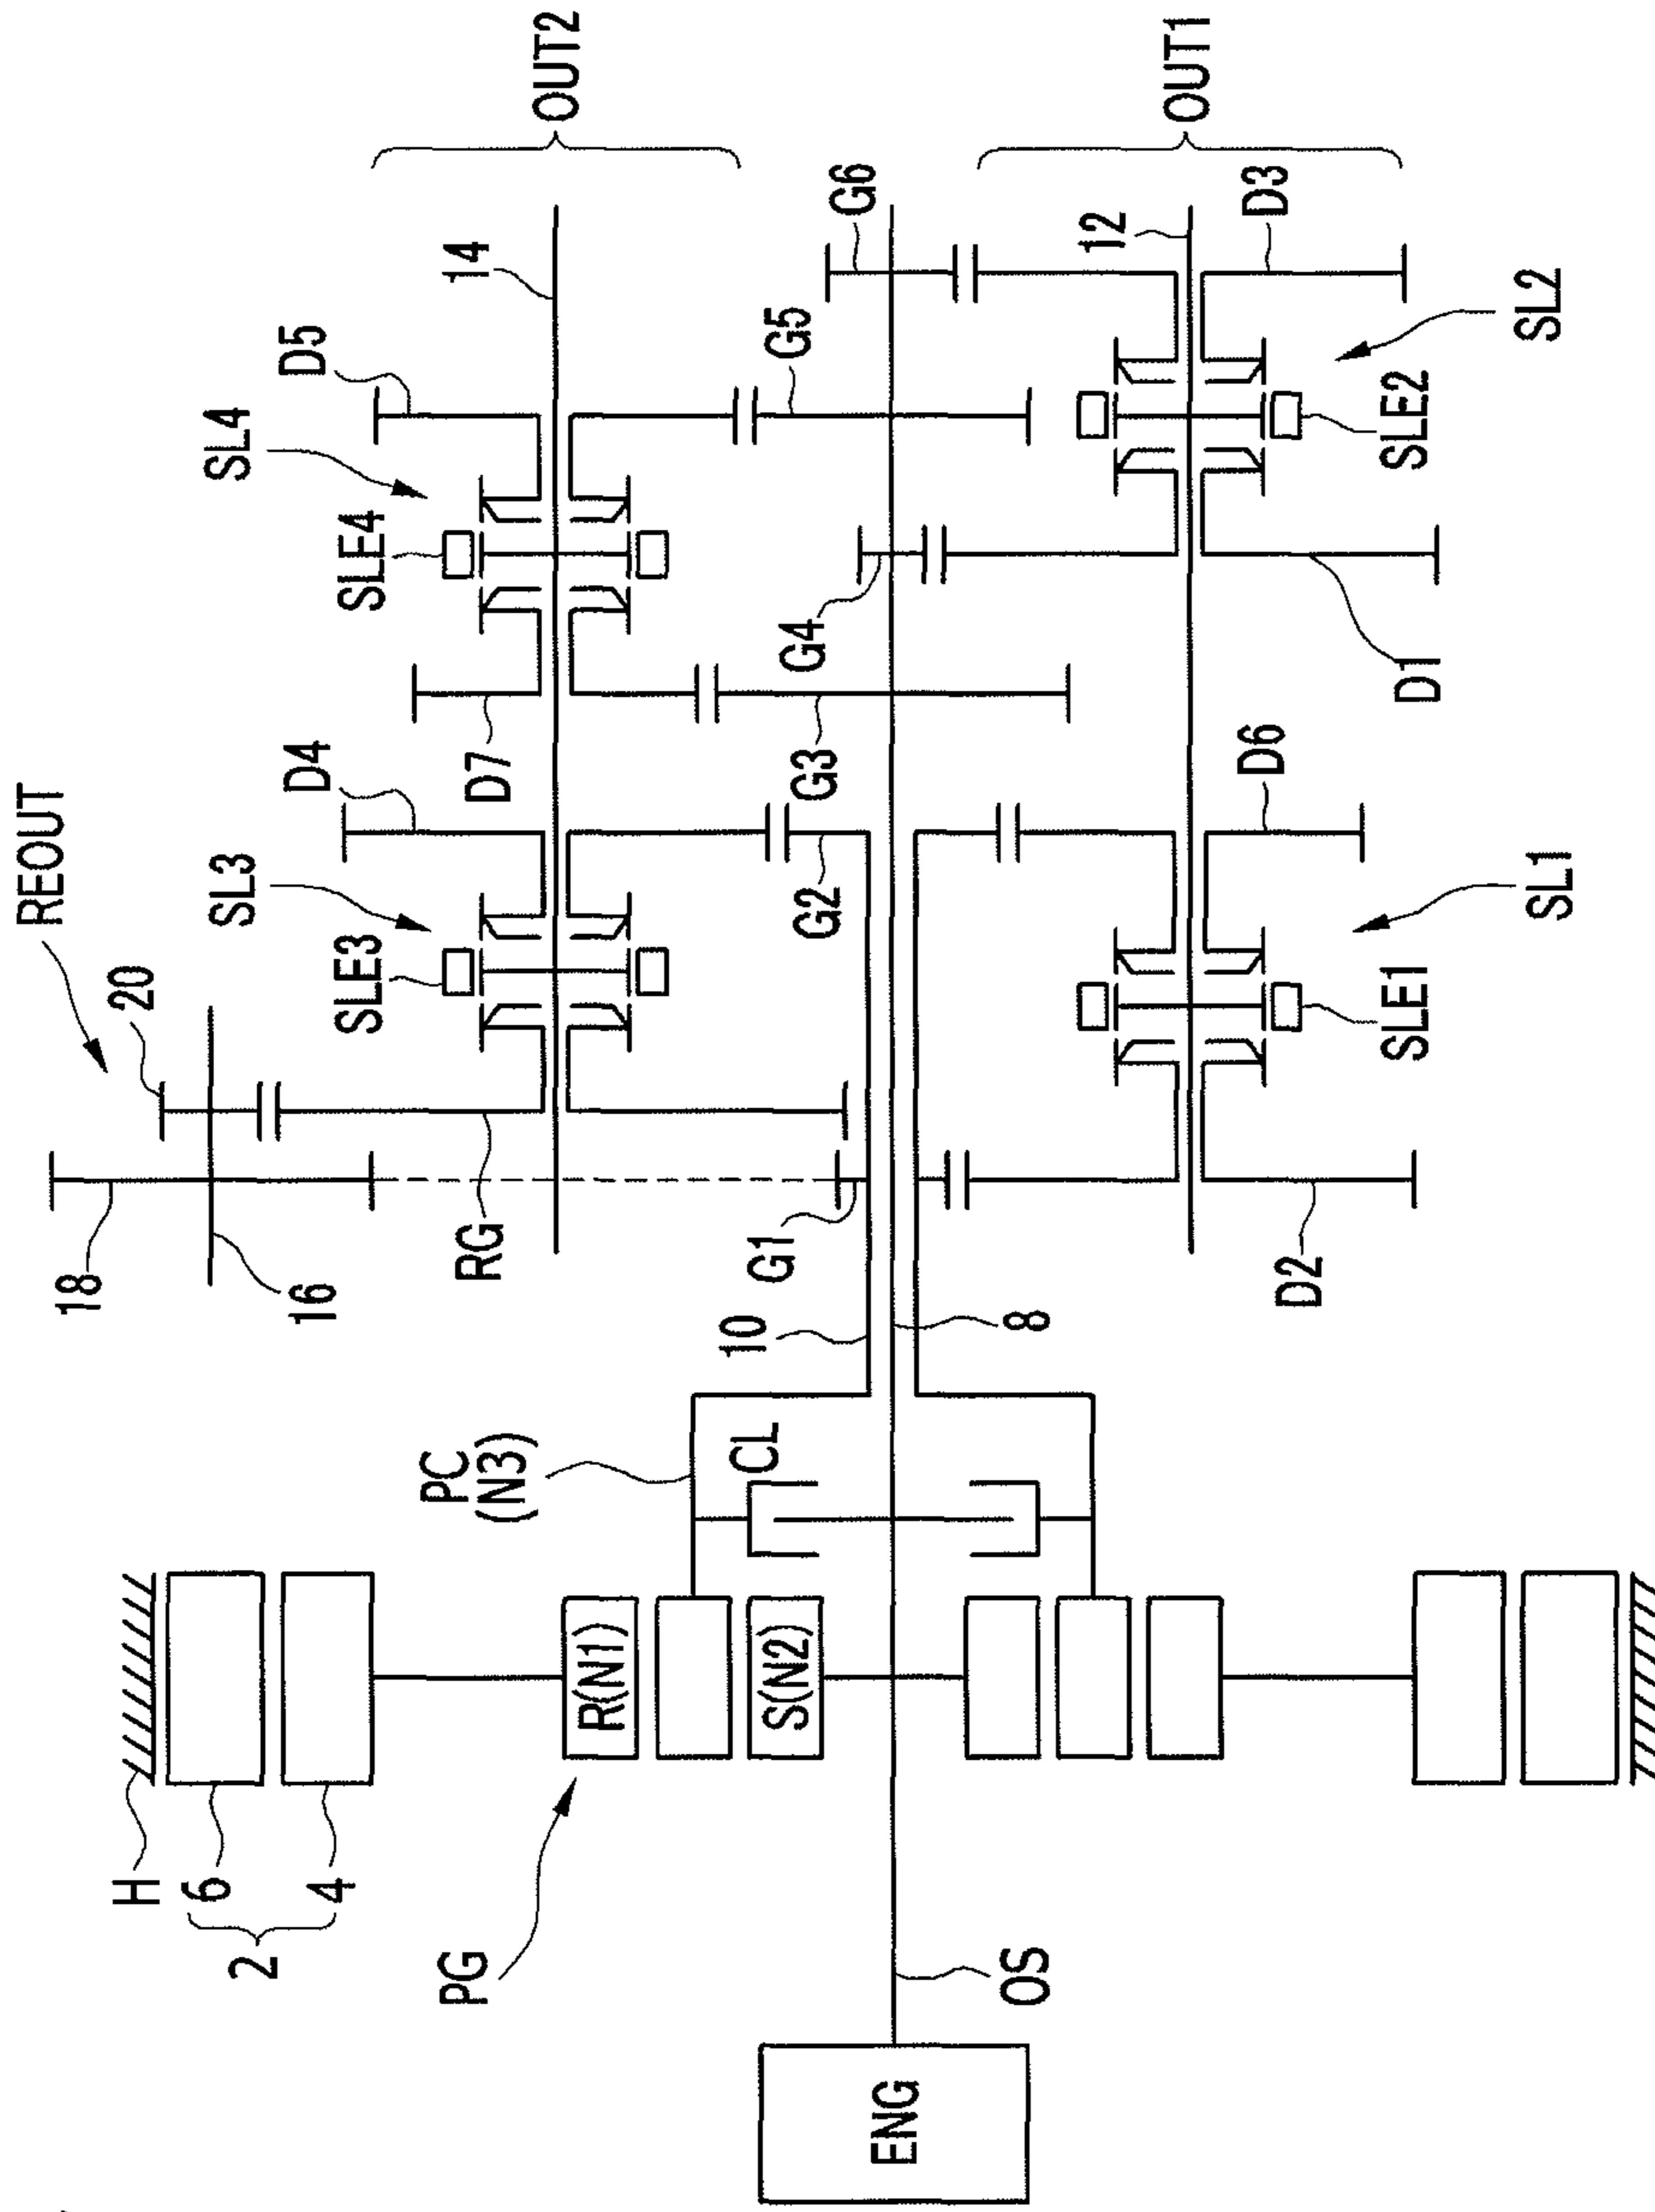 REOUT
18
20
16
RG
SL3
SLE3
D4
D7
SL4
SLE4
D5
14
OUT2
G1
G2
G3
G4
G5
G6
10
8
PC
(N3)
CL
H
6
4
2
PG
R(N1)
S(N2)
OS
ENG
D2
SLE1
SL1
D6
D1
SLE2
SL2
D3
12
OUT1